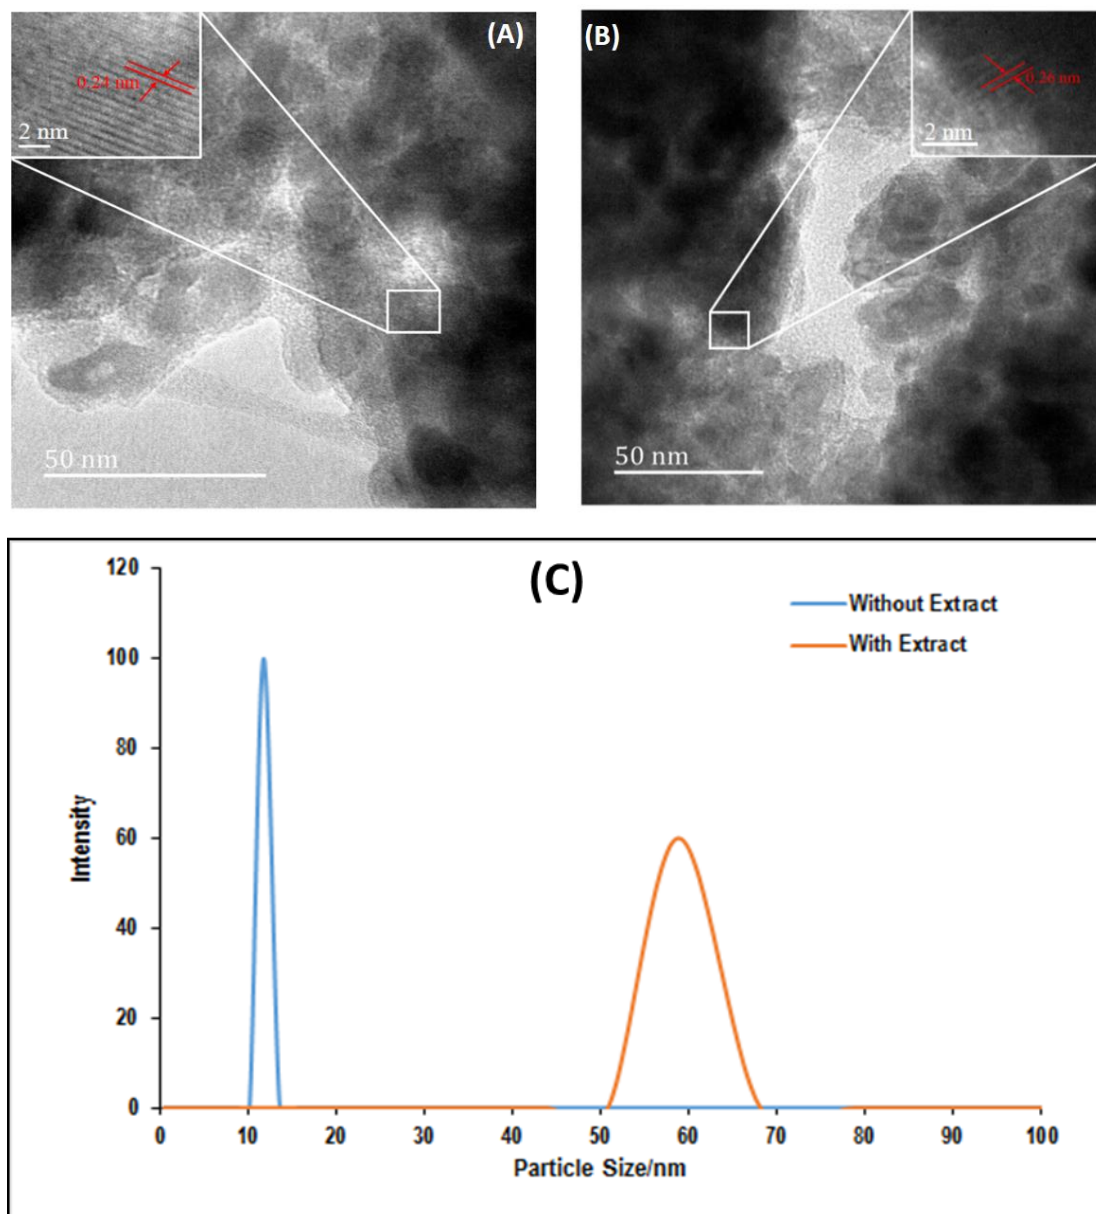 (A)
0.24 nm
2 nm
50 nm
(B)
0.26 nm
2 nm
50 nm
(C)
120
100
80
60
40
20
0
Intensity
Without Extract
With Extract
0 10 20 30 40 50 60 70 80 90 100
Particle Size/nm